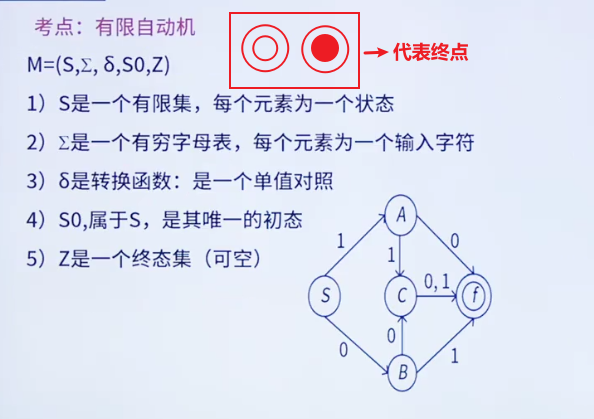 考点：有限自动机
代表终点
M=(S,Σ, δ,S0,Z)
1）S是一个有限集，每个元素为一个状态
2）Σ是一个有穷字母表，每个元素为一个输入字符
3）δ是转换函数：是一个单值对照
4）S0,属于S，是其唯一的初态
5）Z是一个终态集（可空）
A
1
0
1
0,1
S
C
f
0
0
1
B